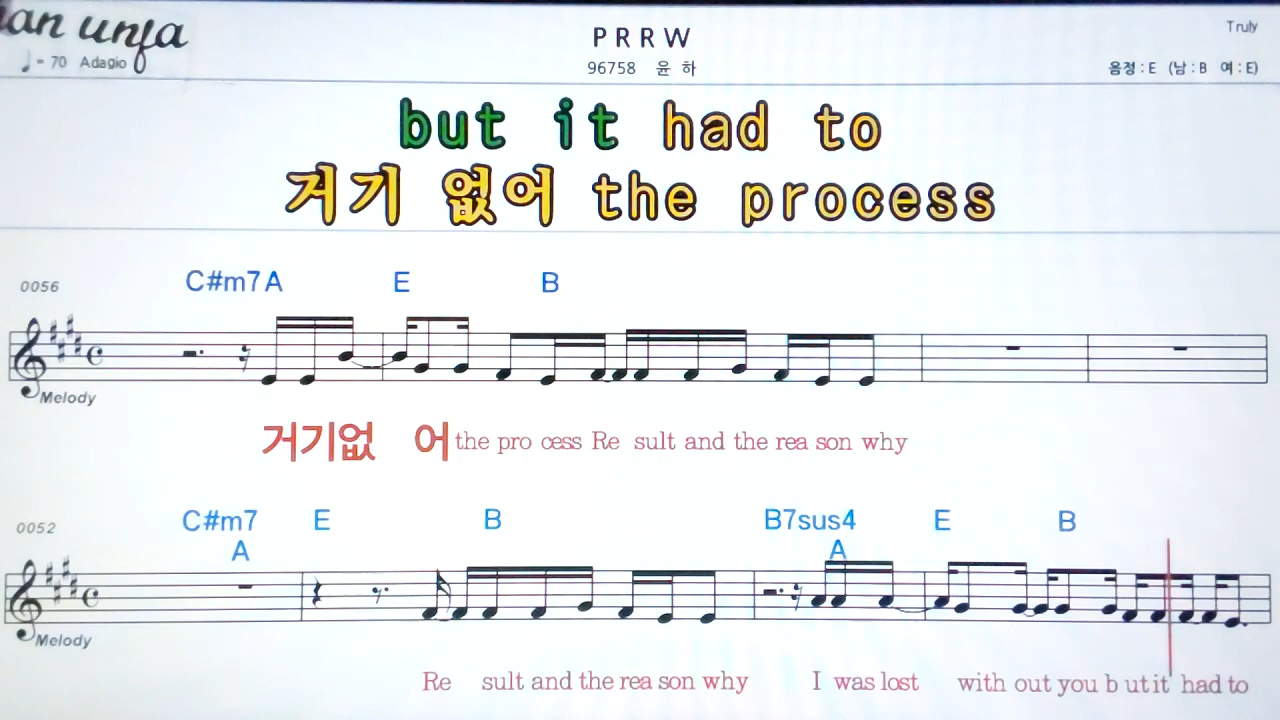 an unfa
Truly
PRRW
♩= 70 Adagio
96758 윤 하
음정 : E (남 : B 여 : E)
but it had to
거기 없어 the process
0056
C#m7 A E B
Melody
거기없 어 the pro cess Re sult and the rea son why
0052
C#m7 E B B7sus4 E B
A A
Melody
Re sult and the rea son why I was lost with out you b ut it had to